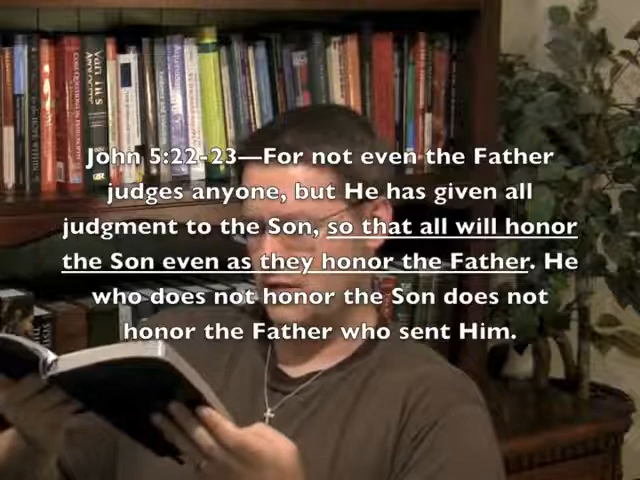 John 5:22-23—For not even the Father
judges anyone, but He has given all
judgment to the Son, so that all will honor
the Son even as they honor the Father. He
who does not honor the Son does not
honor the Father who sent Him.